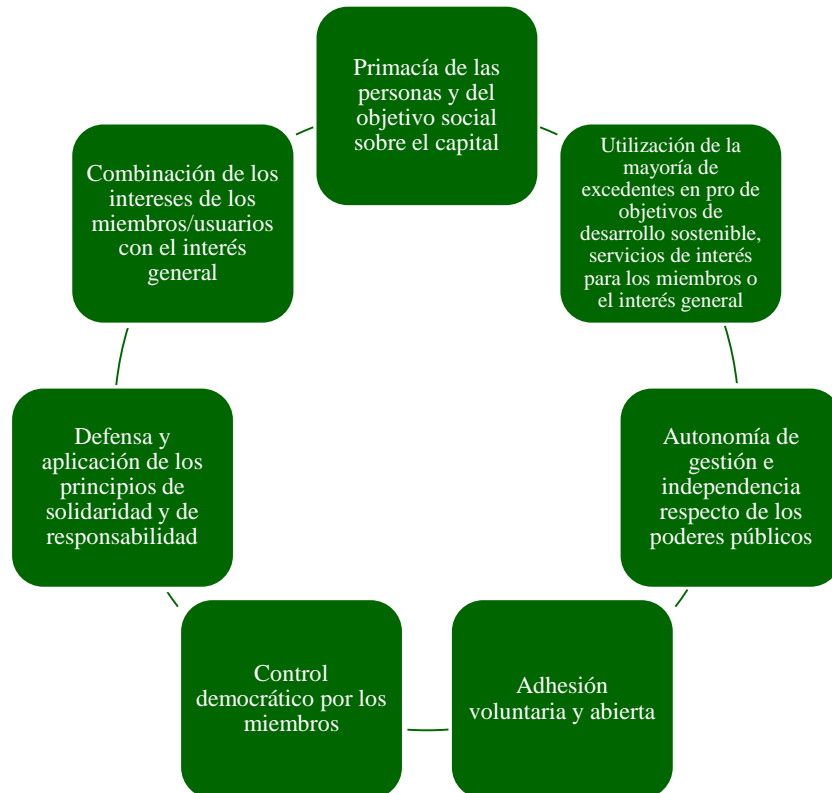 Primacía de las
personas y del
objetivo social
sobre el capital
Utilización de la
mayoría de
excedentes en pro de
objetivos de
desarrollo sostenible,
servicios de interés
para los miembros o
el interés general
Autonomía de
gestión e
independencia
respecto de los
poderes públicos
Adhesión
voluntaria y abierta
Control
democrático por los
miembros
Defensa y
aplicación de los
principios de
solidaridad y de
responsabilidad
Combinación de los
intereses de los
miembros/usuarios
con el interés
general